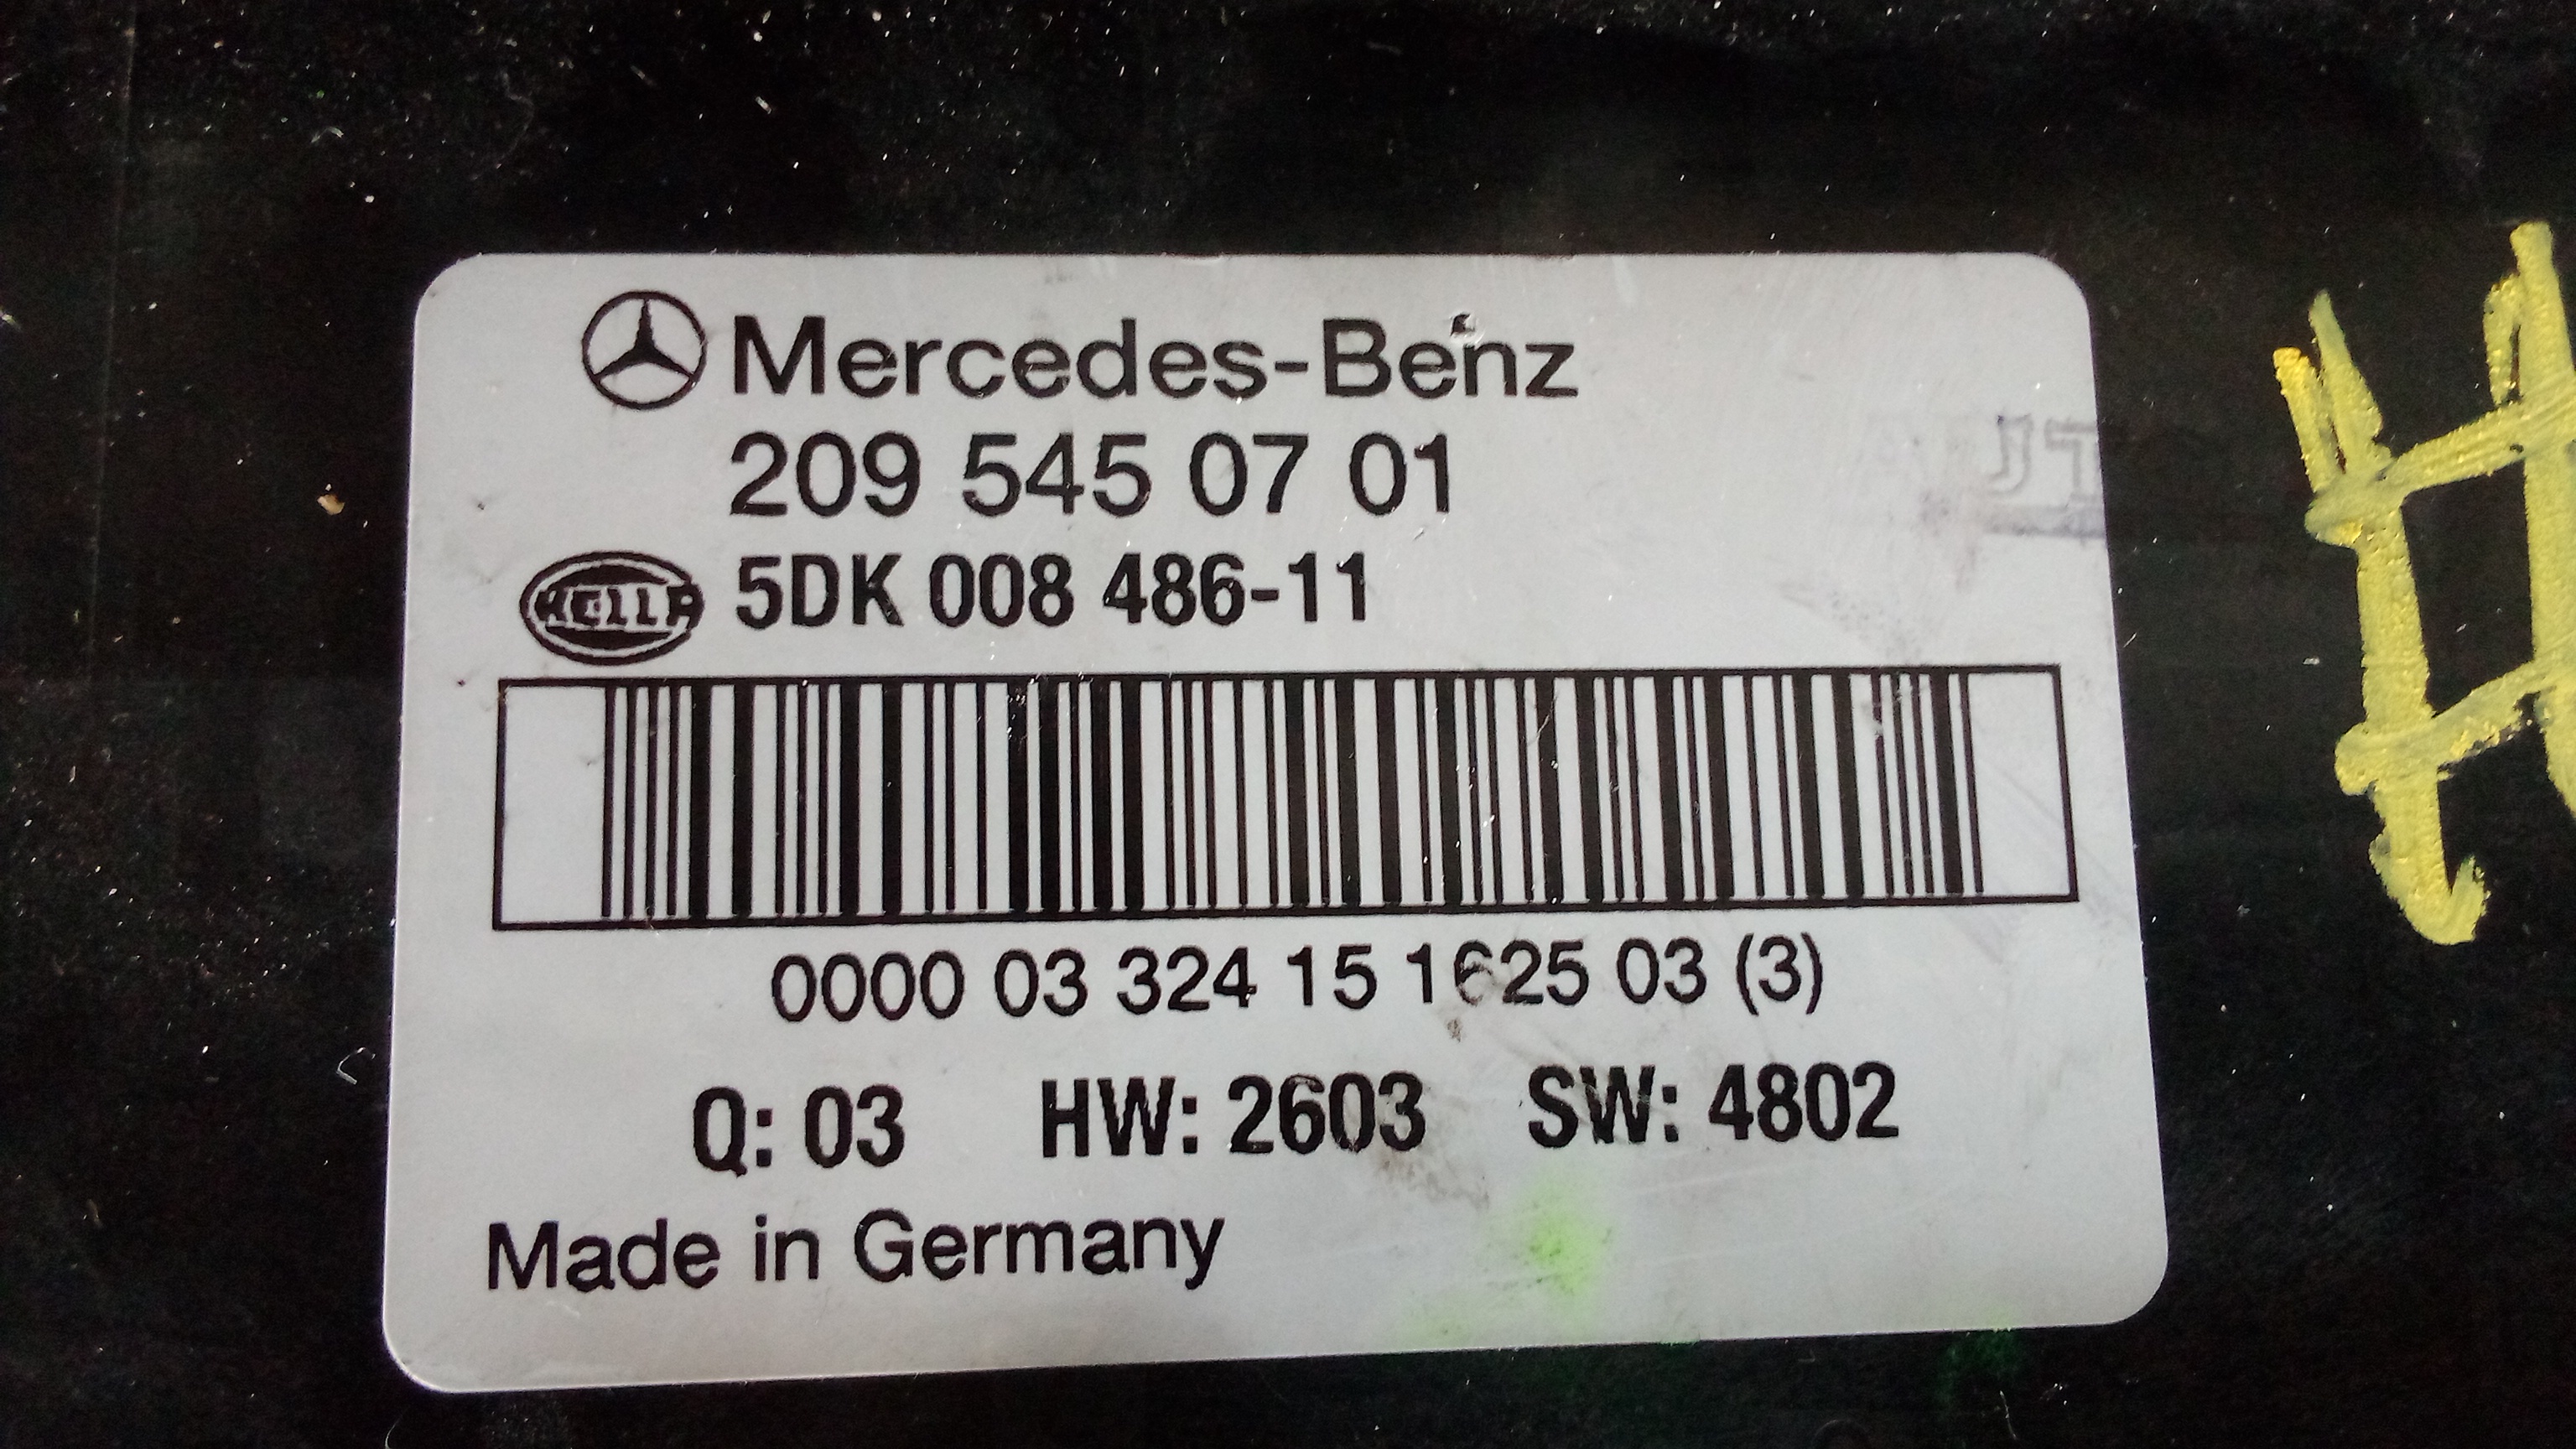 Mercedes-Benz
209 545 07 01
HELLA 5DK 008 486-11
0000 03 324 15 1625 03 (3)
Q: 03 HW: 2603 SW: 4802
Made in Germany